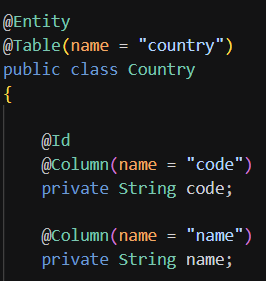 @Entity
@Table(name = "country")
public class Country
{
@Id
@Column(name = "code")
private String code;
@Column(name = "name")
private String name;